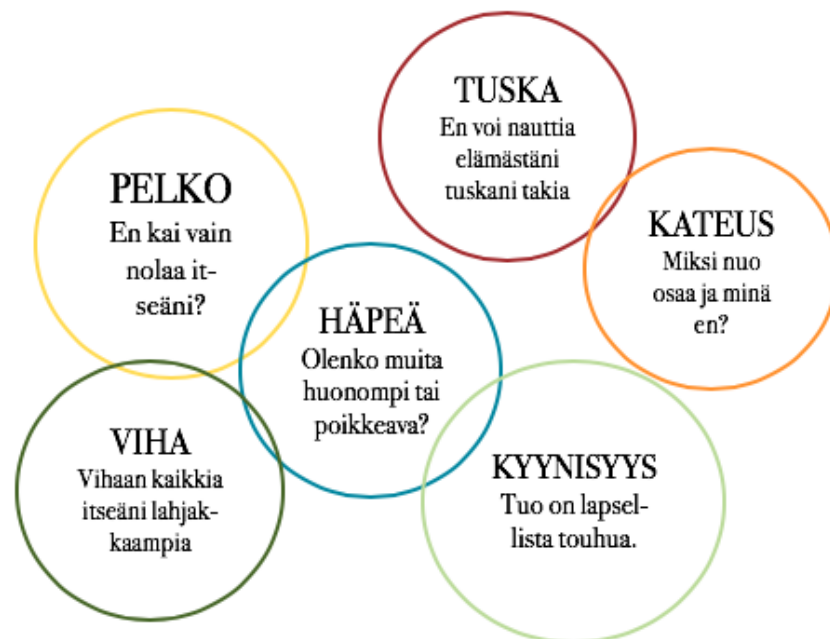 TUSKA
En voi nauttia
elämästäni
tuskani takia
PELKO
En kai vain
nolaa it-
seäni?
KATEUS
Miksi nuo
osaa ja minä
en?
HÄPEÄ
Olenko muita
huonompi tai
poikkeava?
VIHA
Vihaan kaikkia
itseäni lahjak-
kaampia
KYYNISYYS
Tuo on lapsel-
lista touhua.